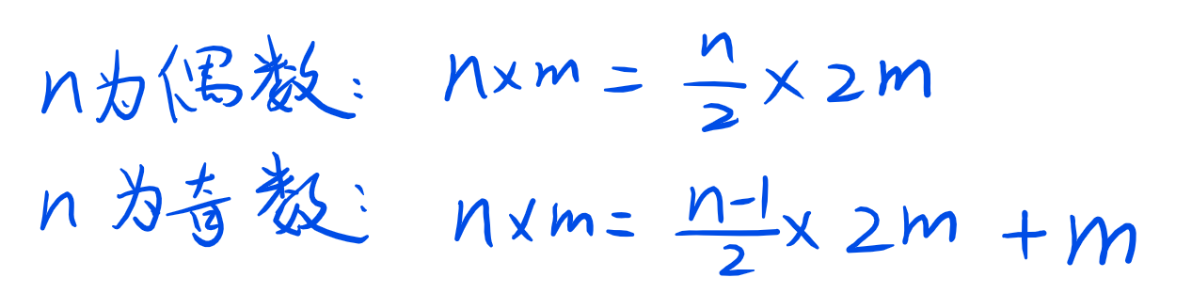 n为偶数: n×m = n/2 × 2m
n为奇数: n×m = (n-1)/2 × 2m + m